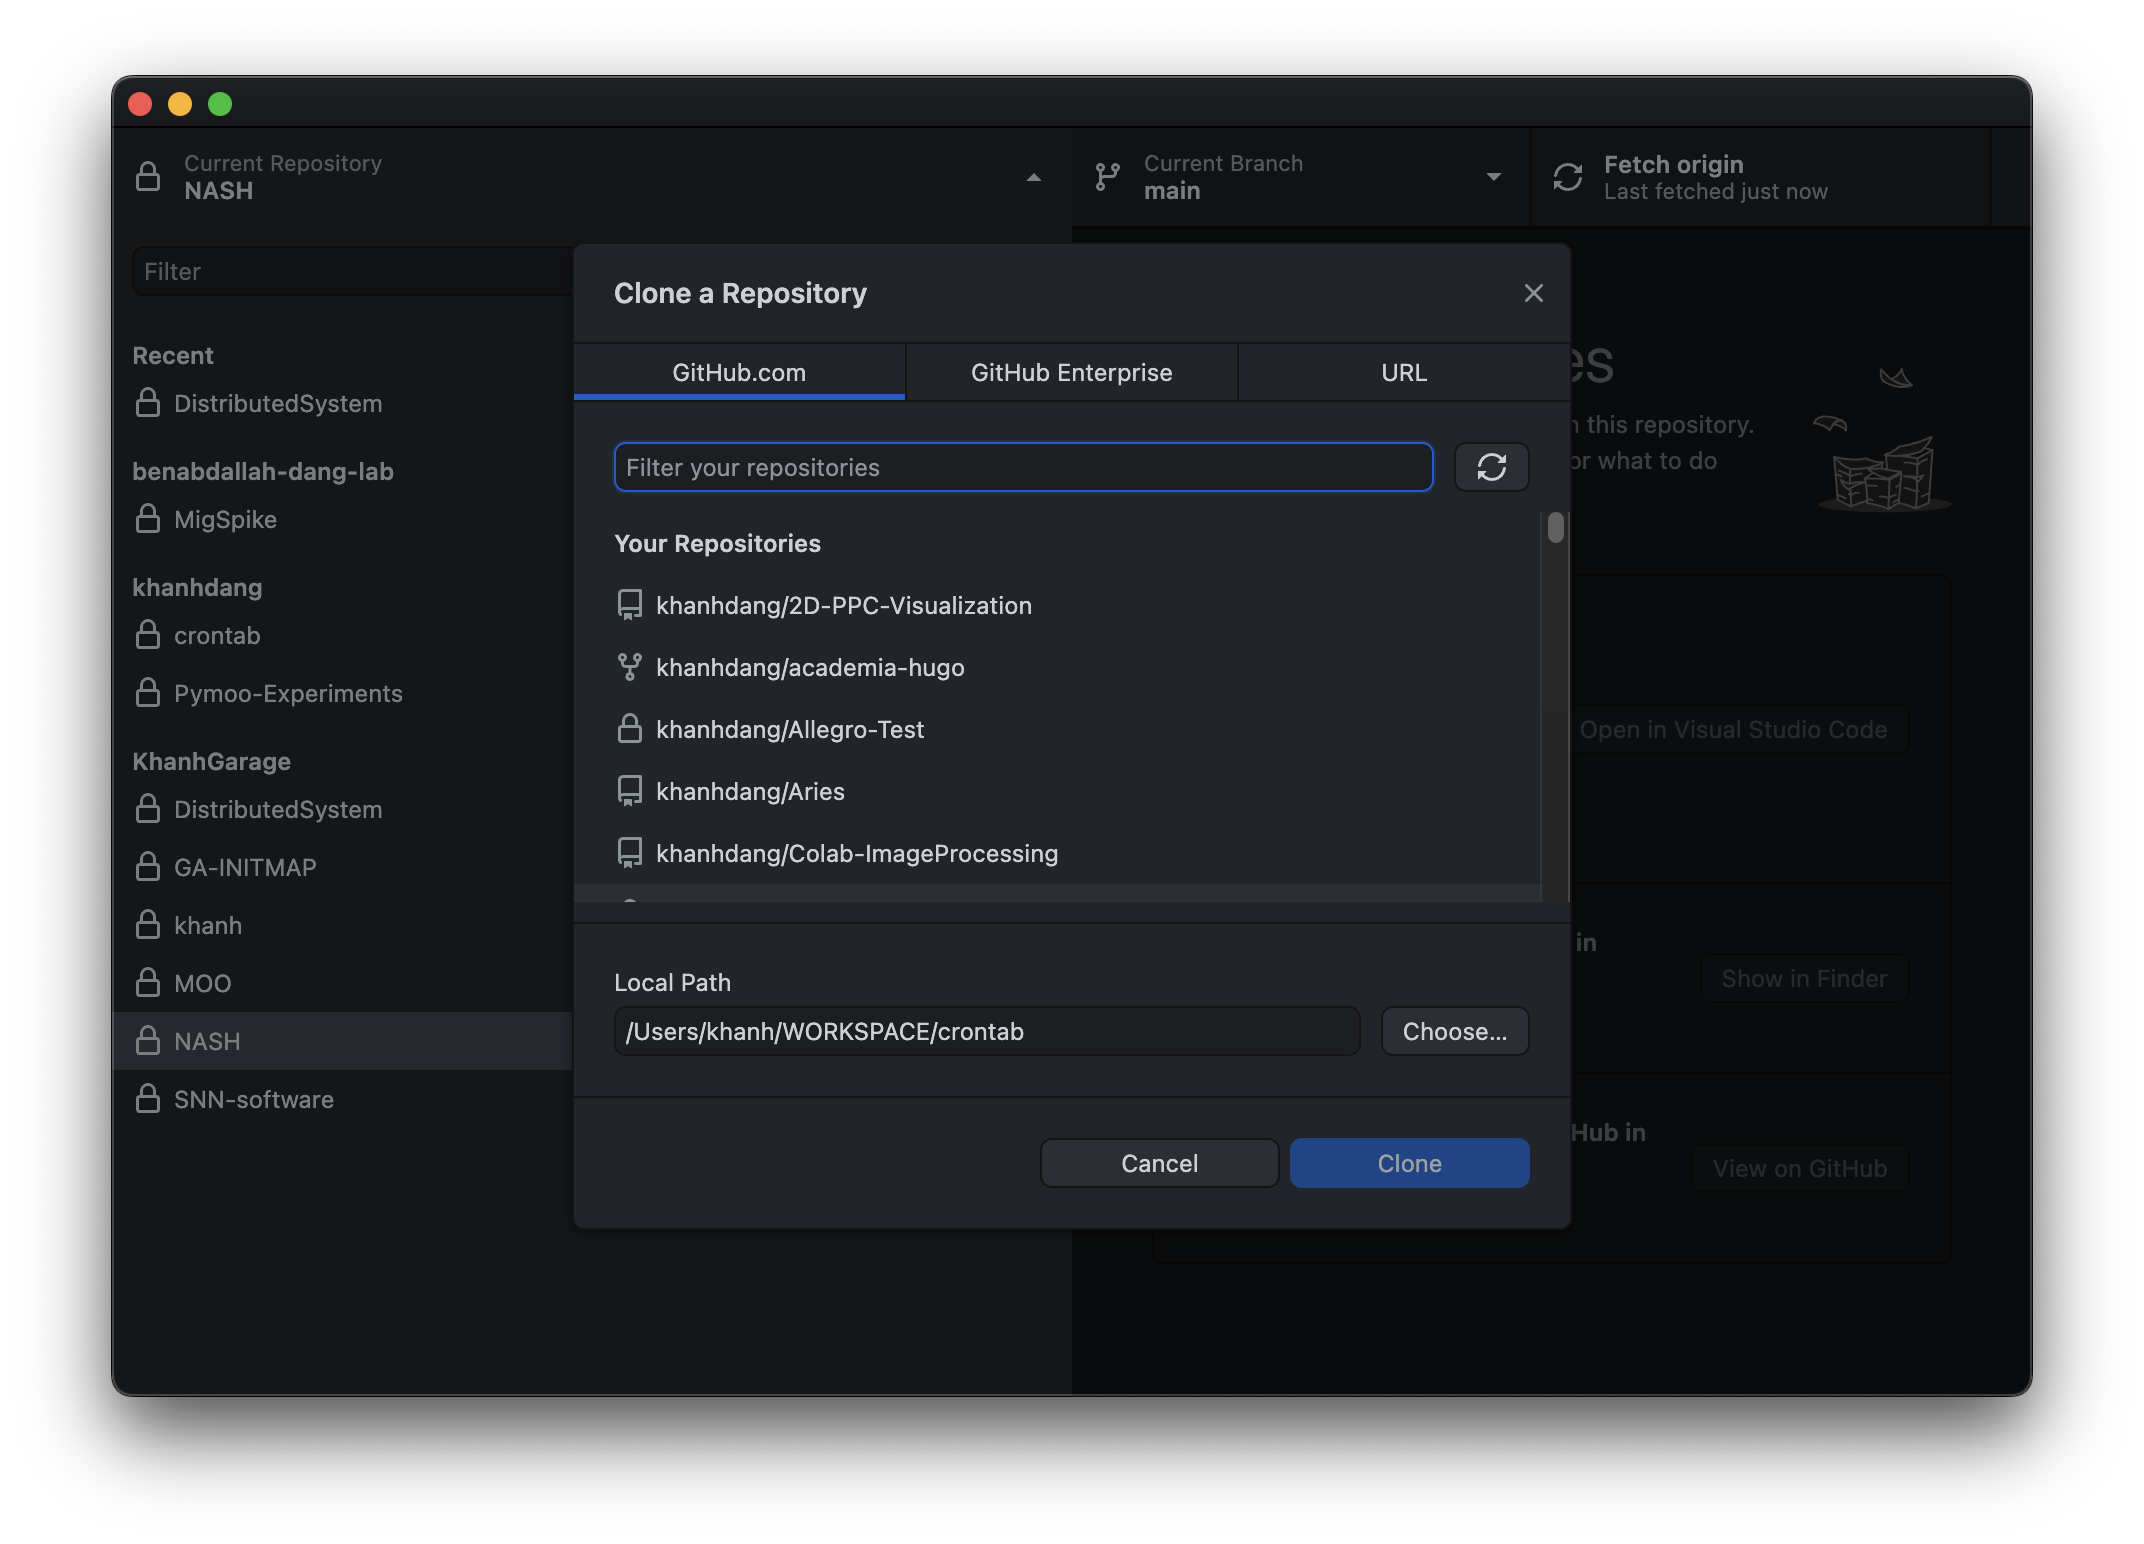 Current Repository
NASH
Current Branch
main
Fetch origin
Last fetched just now
Filter
Recent
DistributedSystem
benabdallah-dang-lab
MigSpike
khanhdang
crontab
Pymoo-Experiments
KhanhGarage
DistributedSystem
GA-INITMAP
khanh
MOO
NASH
SNN-software
Clone a Repository
GitHub.com
GitHub Enterprise
URL
Filter your repositories
Your Repositories
khanhdang/2D-PPC-Visualization
khanhdang/academia-hugo
khanhdang/Allegro-Test
khanhdang/Aries
khanhdang/Colab-ImageProcessing
Local Path
/Users/khanh/WORKSPACE/crontab
Choose...
Cancel
Clone
this repository.
what to do
Open in Visual Studio Code
in
Show in Finder
Hub in
View on GitHub